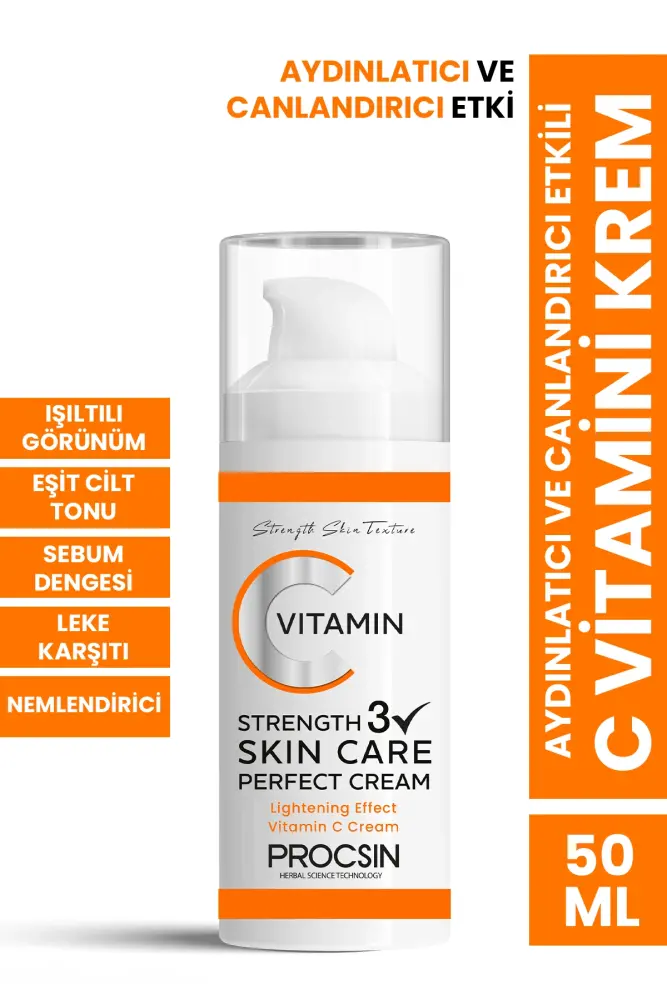 AYDINLATICI VE
CANLANDIRICI ETKİ
AYDINLATICI VE CANLANDIRICI ETKİLİ
C VİTAMİNİ KREM
50
ML
IŞILTILI
GÖRÜNÜM
EŞİT CİLT
TONU
SEBUM
DENGESİ
LEKE
KARŞITI
NEMLENDİRİCİ
Strength Skin Texture
C VITAMIN
STRENGTH 3
SKIN CARE
PERFECT CREAM
Lightening Effect
Vitamin C Cream
PROCSIN
HERBAL SCIENCE TECHNOLOGY